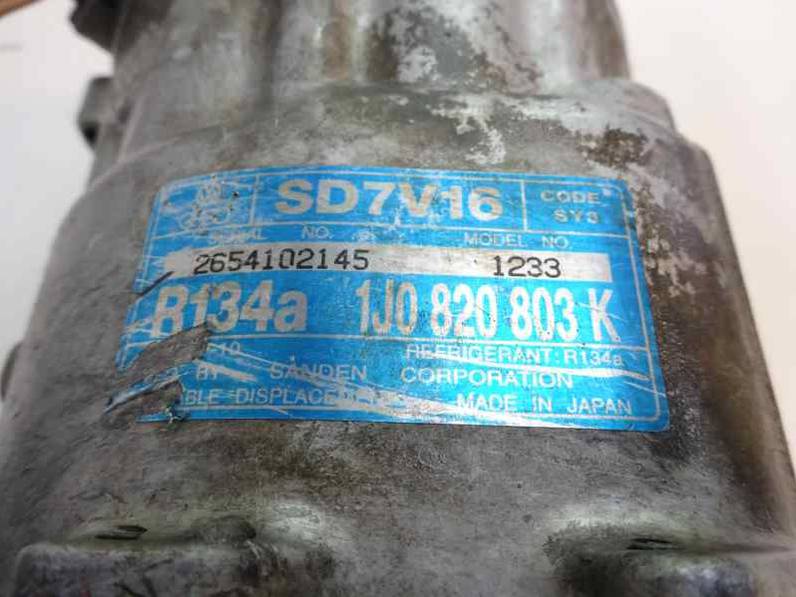 SD7V16 CODE SY3
NO. MODEL NO.
2654102145 1233
R134a 1J0 820 803 K
REFRIGERANT: R134a
BY SANDEN CORPORATION
MADE IN JAPAN